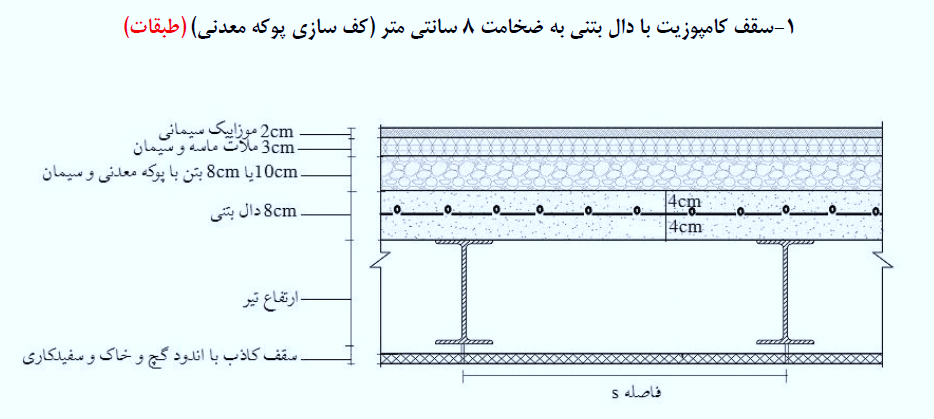 ۱-سقف کامپوزیت با دال بتنی به ضخامت ۸ سانتی متر (کف سازی پوکه معدنی) (طبقات)
2cm موزاییک سیمانی
3cm ملات ماسه و سیمان
10cm یا 8cm بتن با پوکه معدنی و سیمان
8cm دال بتنی
4cm
4cm
ارتفاع تیر
سقف کاذب با اندود گچ و خاک و سفیدکاری
فاصله s